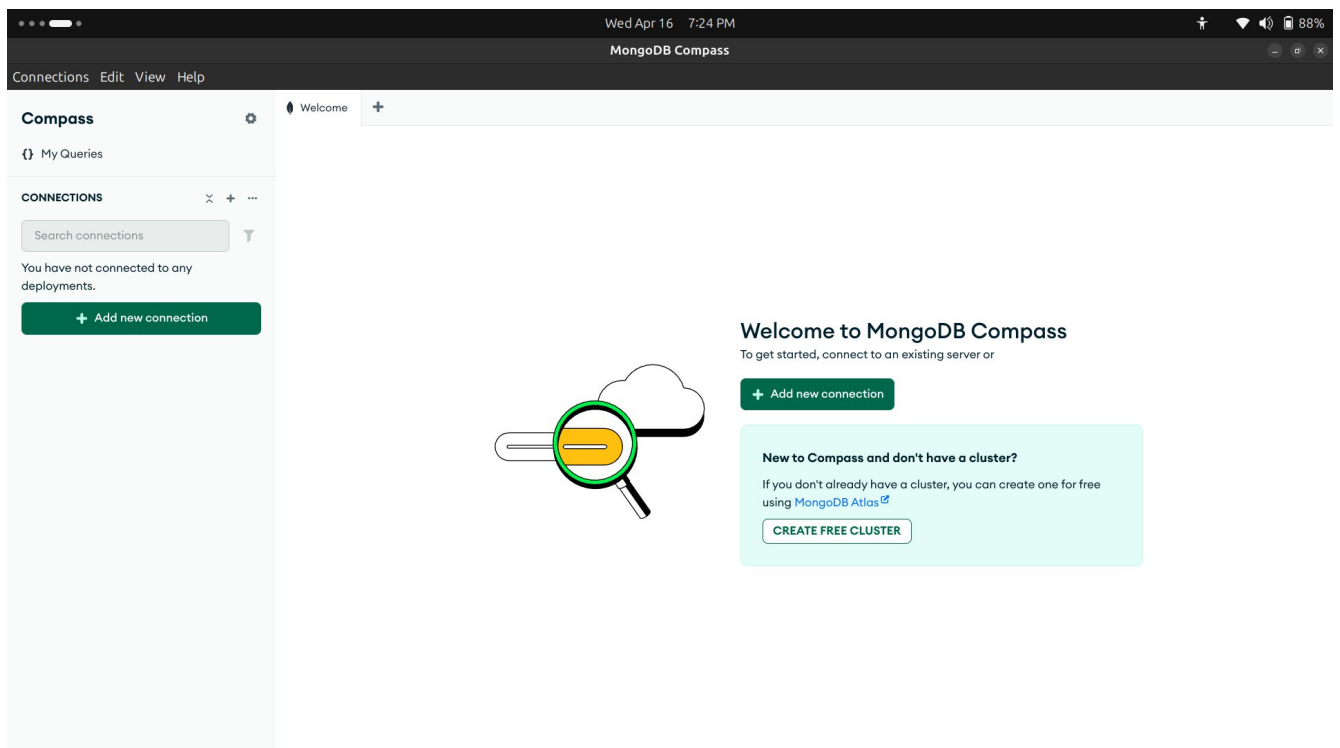 Wed Apr 16 7:24 PM
88%
MongoDB Compass
Connections Edit View Help
Compass
Welcome
{} My Queries
CONNECTIONS
Search connections
You have not connected to any
deployments.
Add new connection
Welcome to MongoDB Compass
To get started, connect to an existing server or
Add new connection
New to Compass and don't have a cluster?
If you don't already have a cluster, you can create one for free
using MongoDB Atlas
CREATE FREE CLUSTER